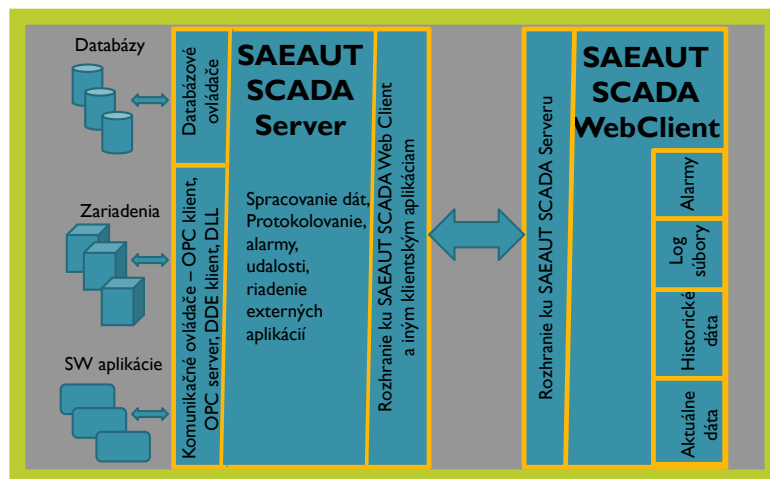 Databázy
Zariadenia
SW aplikácie
Databázové
ovládače
Komunikačné ovládače – OPC klient,
OPC server, DDE klient, DLL
SAEAUT
SCADA
Server
Spracovanie dát,
Protokolovanie,
alarmy,
udalosti,
riadenie
externých
aplikácií
Rozhranie ku SAEAUT SCADA Web Client
a iným klientským aplikáciam
Rozhranie ku SAEAUT SCADA Serveru
SAEAUT
SCADA
WebClient
Alarmy
Log
súbory
Historické
dáta
Aktuálne
dáta